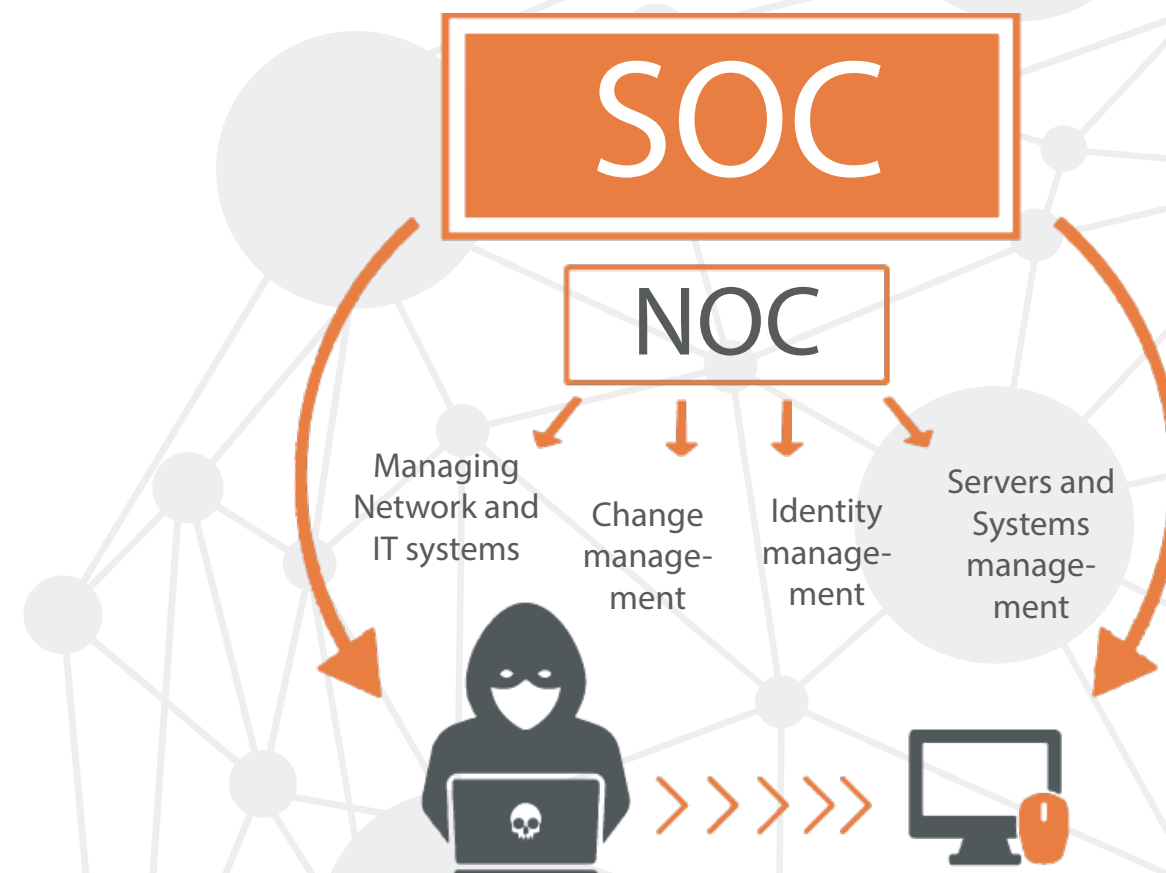 SOC
NOC
Managing
Network and
IT systems
Change
manage-
ment
Identity
manage-
ment
Servers and
Systems
manage-
ment